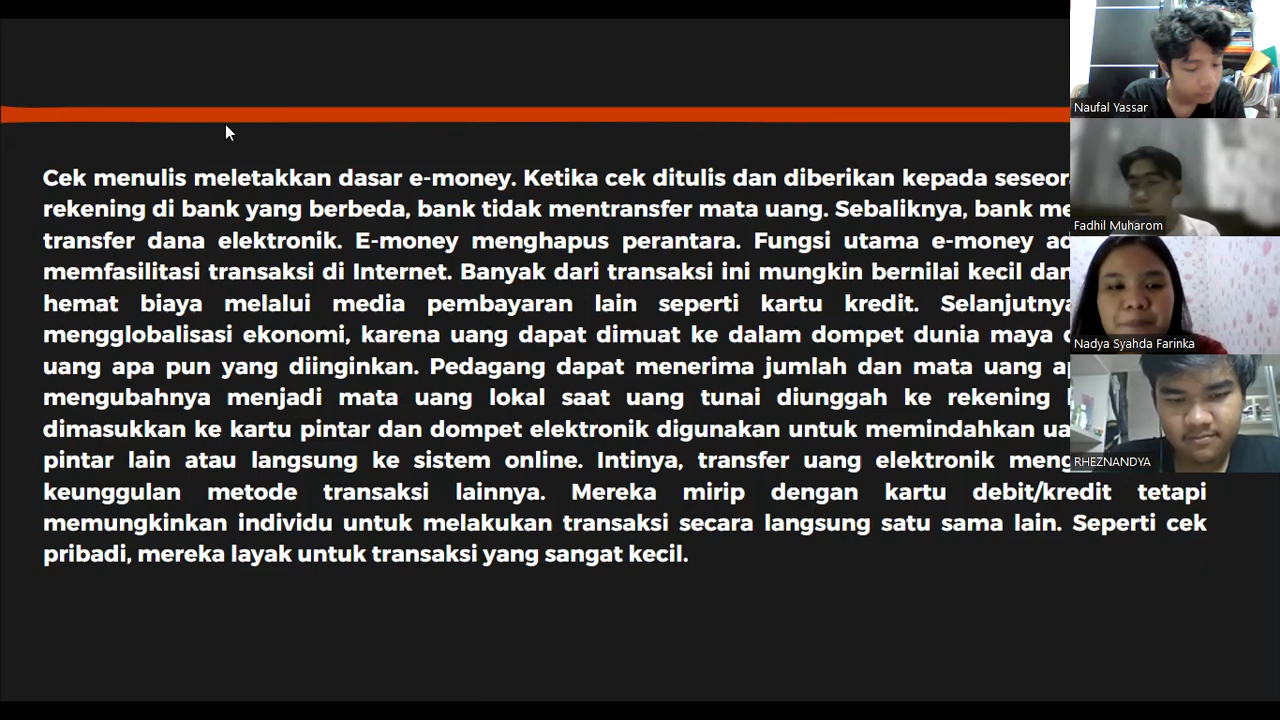 Cek menulis meletakkan dasar e-money. Ketika cek ditulis dan diberikan kepada
rekening di bank yang berbeda, bank tidak mentransfer mata uang. Sebaliknya, bank
transfer dana elektronik. E-money menghapus perantara. Fungsi utama e-money
memfasilitasi transaksi di Internet. Banyak dari transaksi ini mungkin bernilai kecil
hemat biaya melalui media pembayaran lain seperti kartu kredit.
mengglobalisasi ekonomi, karena uang dapat dimuat ke dalam dompet dunia maya
uang apa pun yang diinginkan. Pedagang dapat menerima jumlah dan mata uang
mengubahnya menjadi mata uang lokal saat uang tunai diunggah ke rekening
dimasukkan ke kartu pintar dan dompet elektronik digunakan untuk memindahkan
pintar lain atau langsung ke sistem online. Intinya, transfer uang elektronik
keunggulan metode transaksi lainnya. Mereka mirip dengan kartu debit/kredit tetapi
memungkinkan individu untuk melakukan transaksi secara langsung satu sama lain. Seperti cek
pribadi, mereka layak untuk transaksi yang sangat kecil.
Naufal Yassar
Fadhil Muharom
Nadya Syahda Farinka
RHEZNANDYA